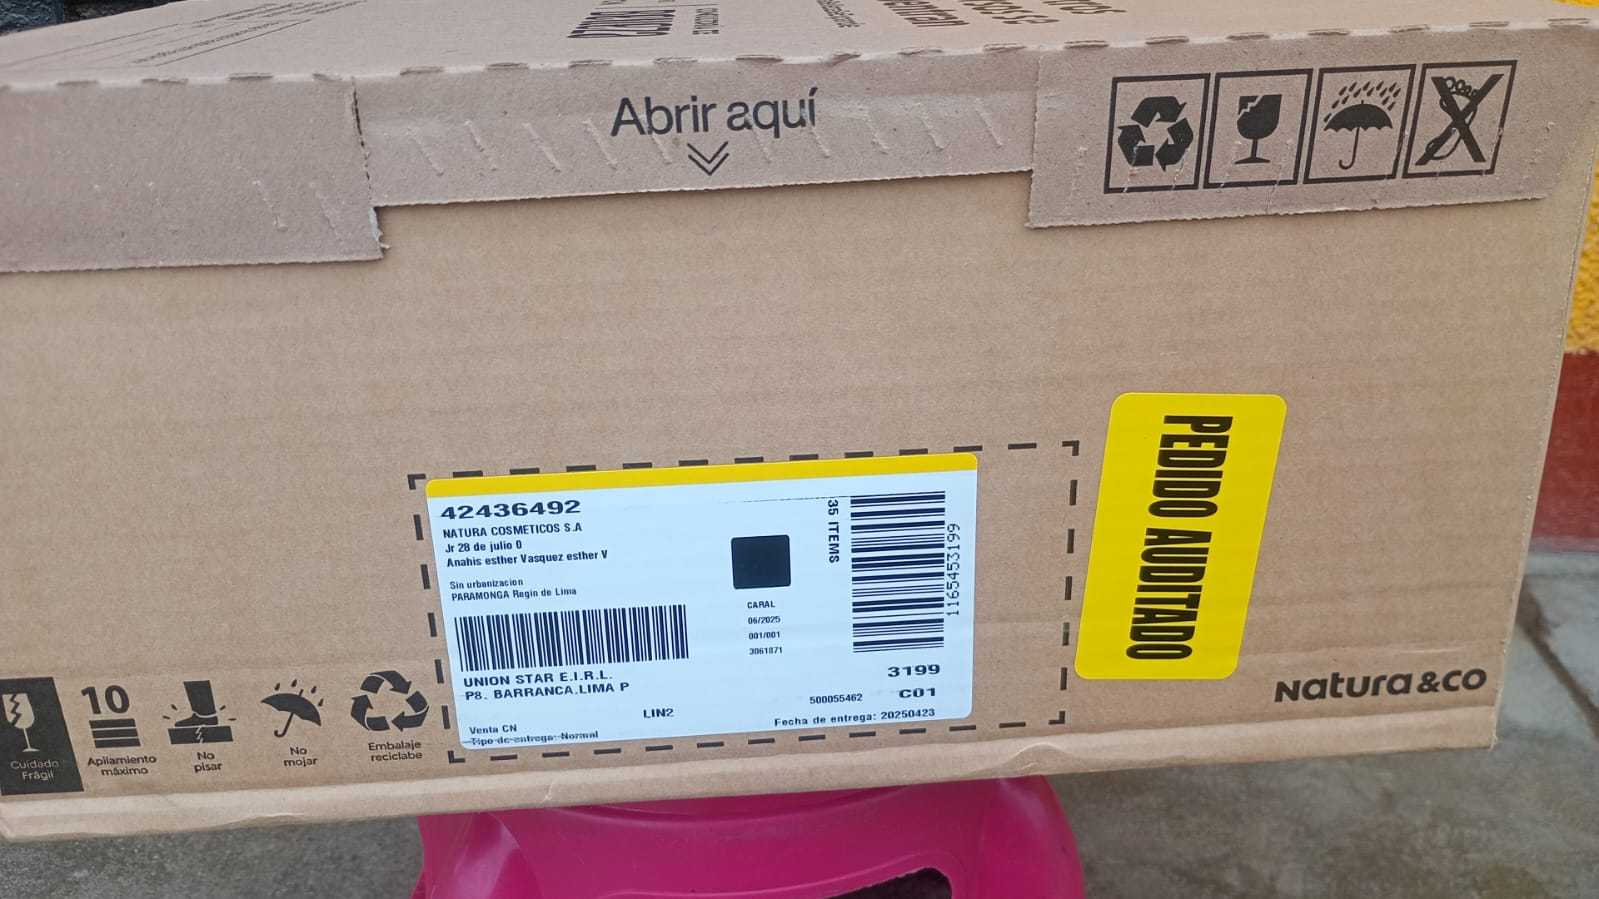 Abrir aquí
42436492
NATURA COSMETICOS S.A
Jr 28 de julio 0
Anahis esther Vasquez esther V
Sin urbanizacion
PARAMONGA Regin de Lima
UNION STAR E.I.R.L.
P8. BARRANCA.LIMA P
LIN2
Venta CN
Tipo de entrega: Normal
CARAL
06/2025
001/001
3061871
35 ITEMS
1165453199
3199
500055462 C01
Fecha de entrega: 20250423
PEDIDO AUDITADO
Natura &CO
Cuidado
Frágil
10
Apilamiento
máximo
No
pisar
No
mojar
Embalaje
reciclabe